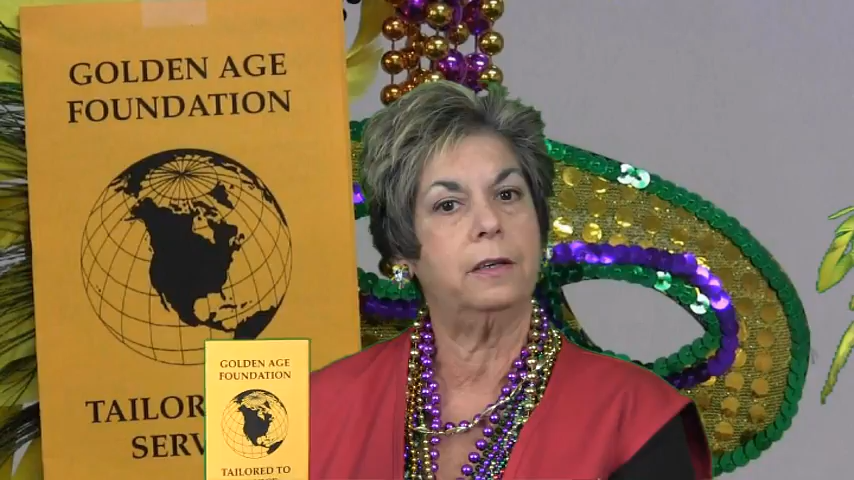 GOLDEN AGE
FOUNDATION
TAILOR
SERV
GOLDEN AGE
FOUNDATION
TAILORED TO